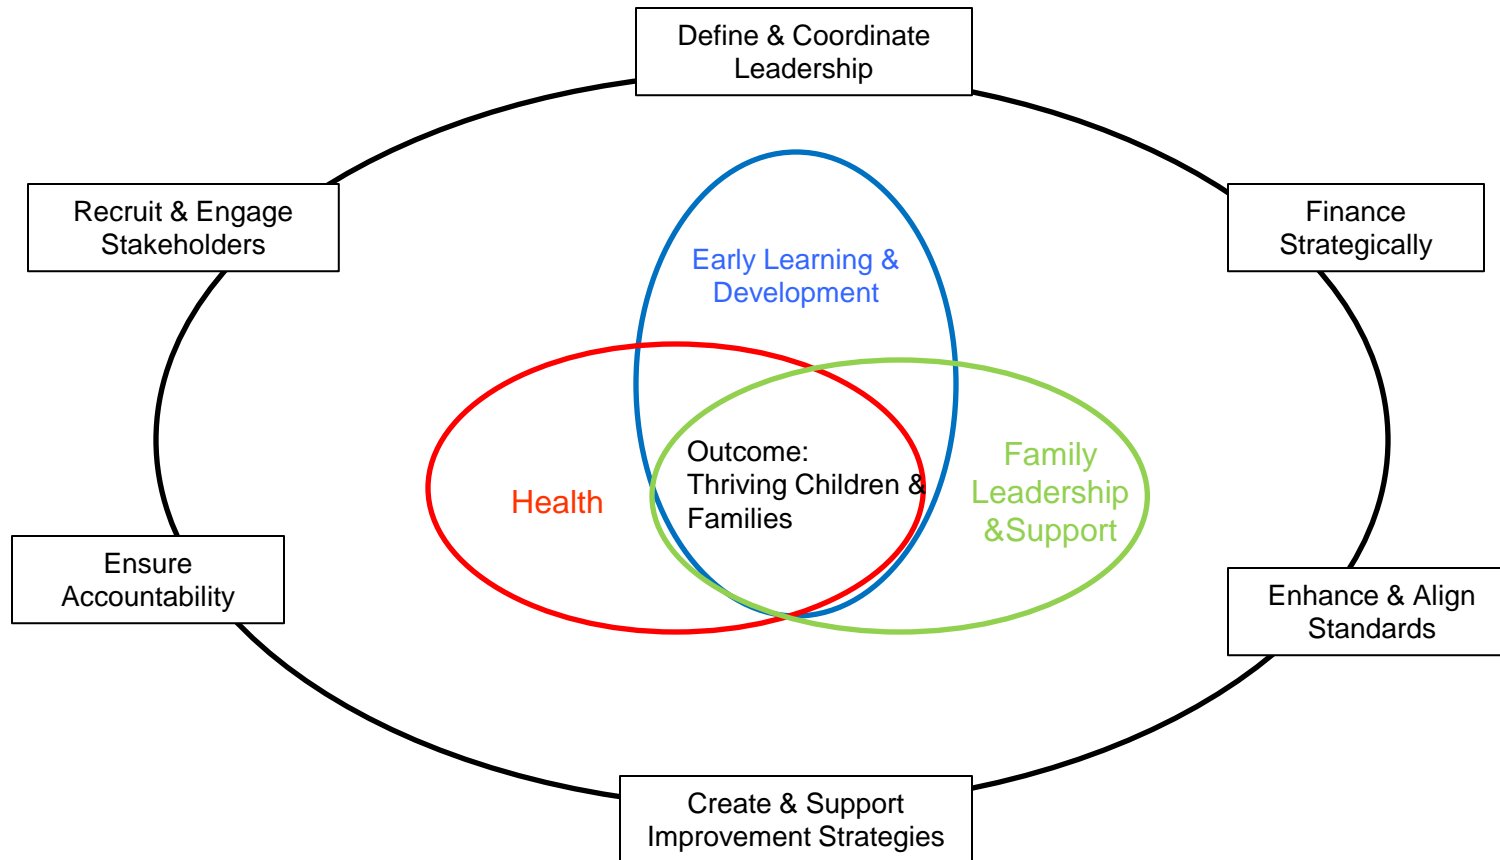 Define & Coordinate
Leadership
Recruit & Engage
Stakeholders
Finance
Strategically
Early Learning &
Development
Outcome:
Thriving Children &
Families
Health
Family
Leadership
&Support
Ensure
Accountability
Enhance & Align
Standards
Create & Support
Improvement Strategies